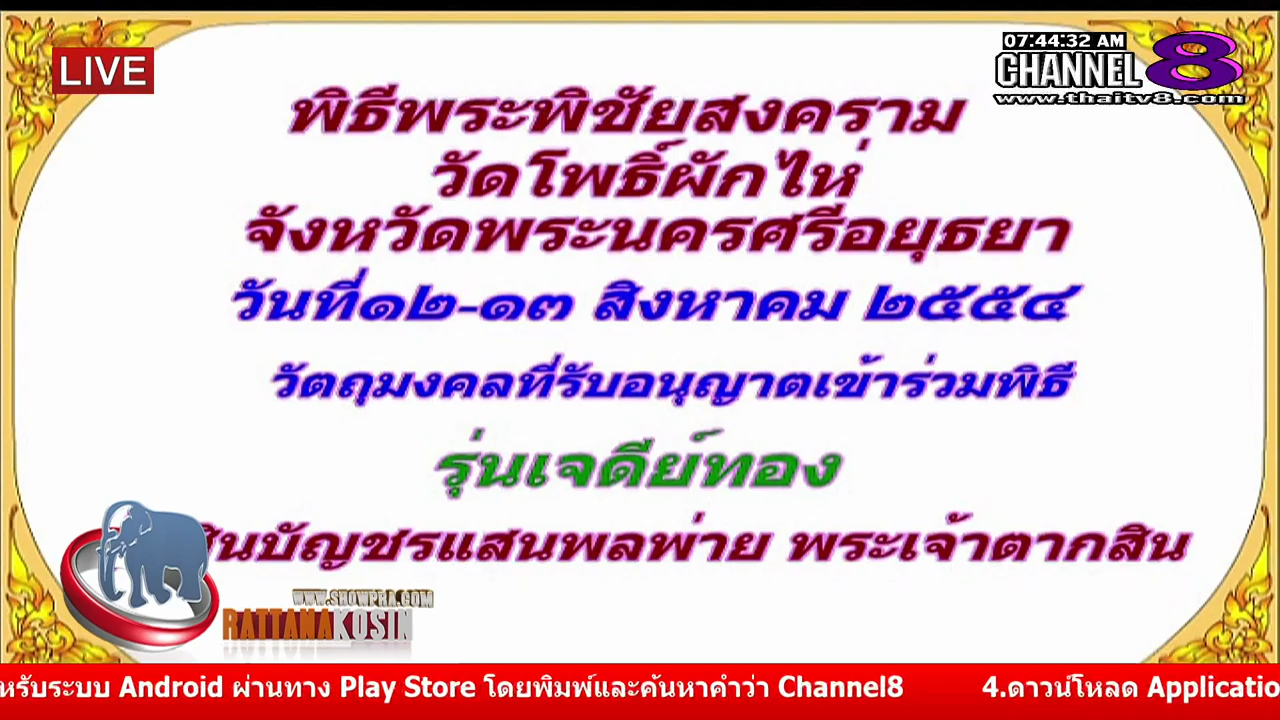 LIVE
07:44:32 AM
CHANNEL 8
www.thaitv8.com
พิธีพระพิชัยสงคราม
วัดโพธิ์ผักไห่
จังหวัดพระนครศรีอยุธยา
วันที่๑๒-๑๓ สิงหาคม ๒๕๕๔
วัตถุมงคลที่รับอนุญาตเข้าร่วมพิธี
รุ่นเจดีย์ทอง
สินบัญชรแสนพลพ่าย พระเจ้าตากสิน
WWW.SHOWPRA.COM
RATTANAKOSIN
หรับระบบ Android ผ่านทาง Play Store โดยพิมพ์และค้นหาคำว่า Channel8 4.ดาวน์โหลด Applicatio